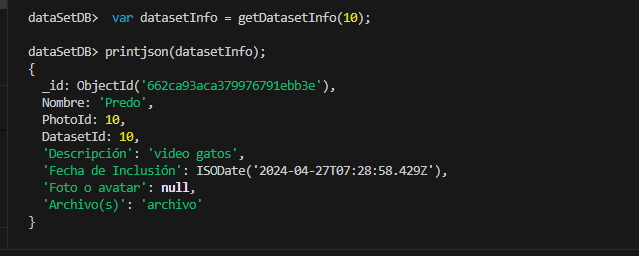 dataSetDB>  var datasetInfo = getDatasetInfo(10);
dataSetDB> printjson(datasetInfo);
{
  _id: ObjectId('662ca93aca379976791ebb3e'),
  Nombre: 'Predo',
  PhotoId: 10,
  DatasetId: 10,
  'Descripción': 'video gatos',
  'Fecha de Inclusión': ISODate('2024-04-27T07:28:58.429Z'),
  'Foto o avatar': null,
  'Archivo(s)': 'archivo'
}